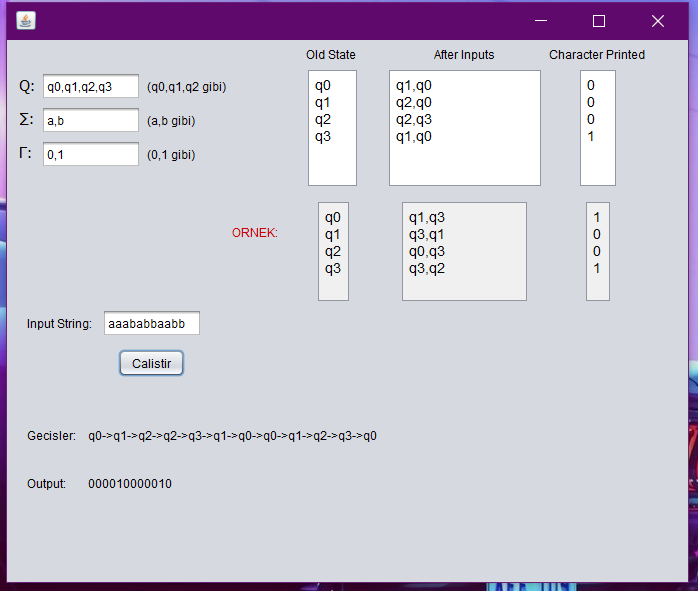 Old State After Inputs Character Printed
Q: q0,q1,q2,q3 (q0,q1,q2 gibi)
Σ: a,b (a,b gibi)
Γ: 0,1 (0,1 gibi)
q0 q1,q0 0
q1 q2,q0 0
q2 q2,q3 0
q3 q1,q0 1
ORNEK:
q0 q1,q3 1
q1 q3,q1 0
q2 q0,q3 0
q3 q3,q2 1
Input String: aaababbaabb
Calistir
Gecisler: q0->q1->q2->q2->q3->q1->q0->q0->q1->q2->q3->q0
Output: 000010000010